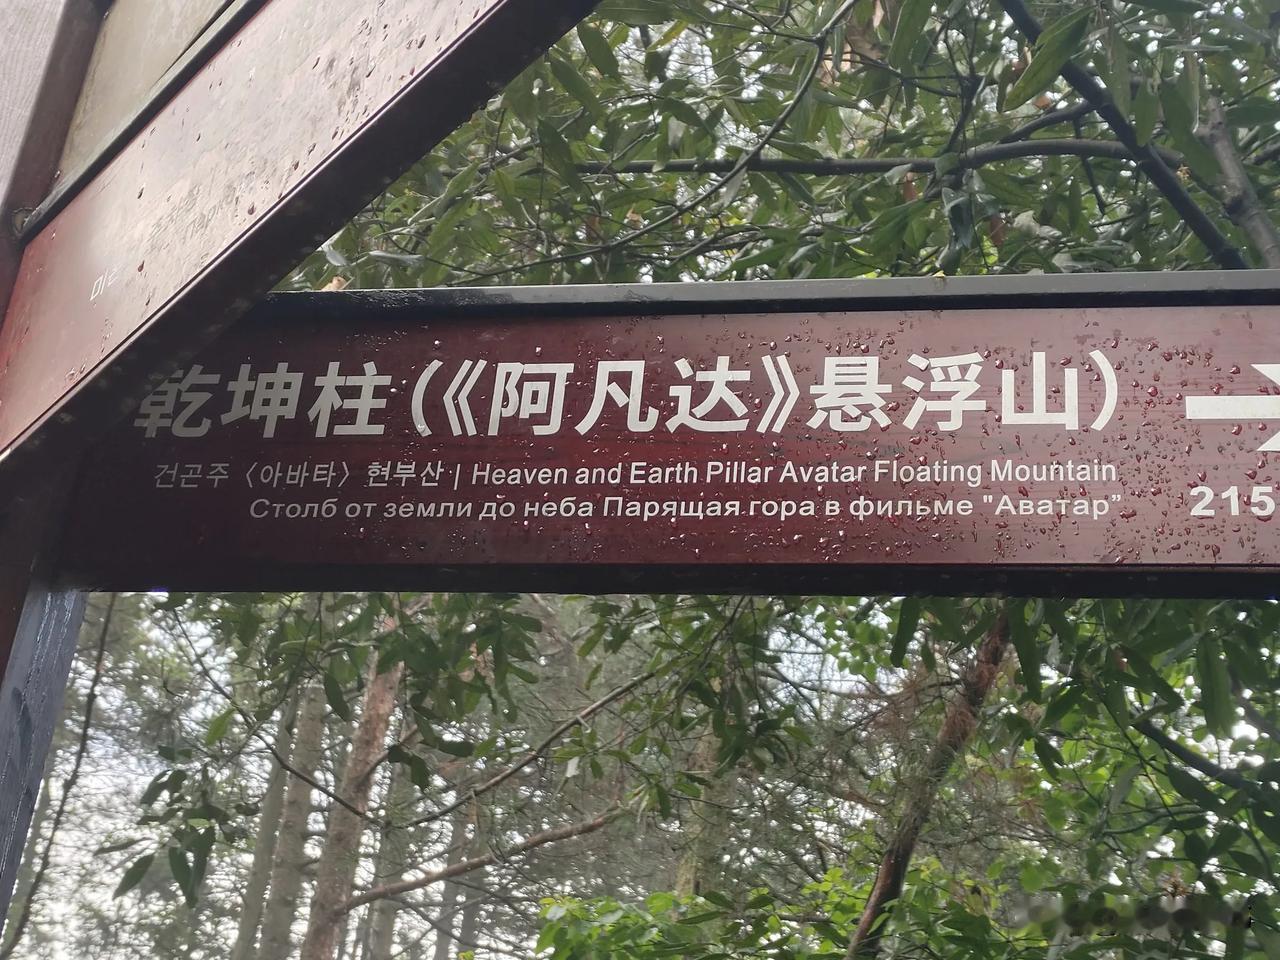 乾坤柱(《阿凡达》悬浮山)
건곤주〈아바타〉현부산 | Heaven and Earth Pillar Avatar Floating Mountain
Столб от земли до неба Парящая гора в фильме "Аватар”
215